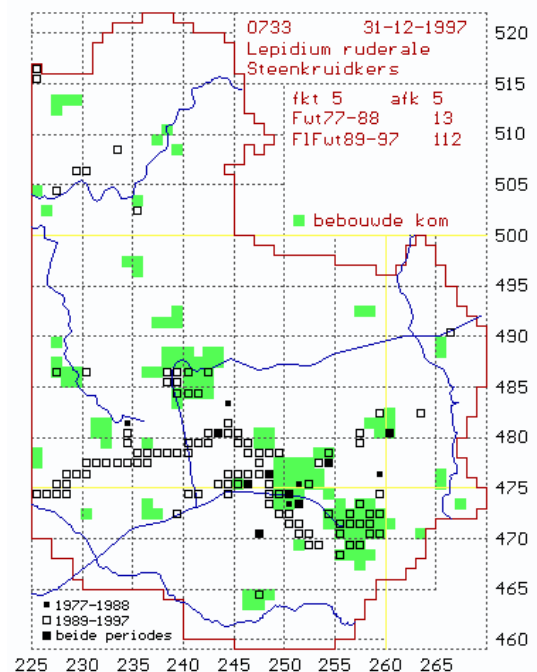 0733 31-12-1997
Lepidium ruderale
Steenkruidkers
fkt 5 afk 5
Fut77-88 13
FlFut89-97 112
bebouwde kom
520
515
510
505
500
495
490
485
480
475
470
465
460
1977-1988
1989-1997
beide periodes
225 230 235 240 245 250 255 260 265